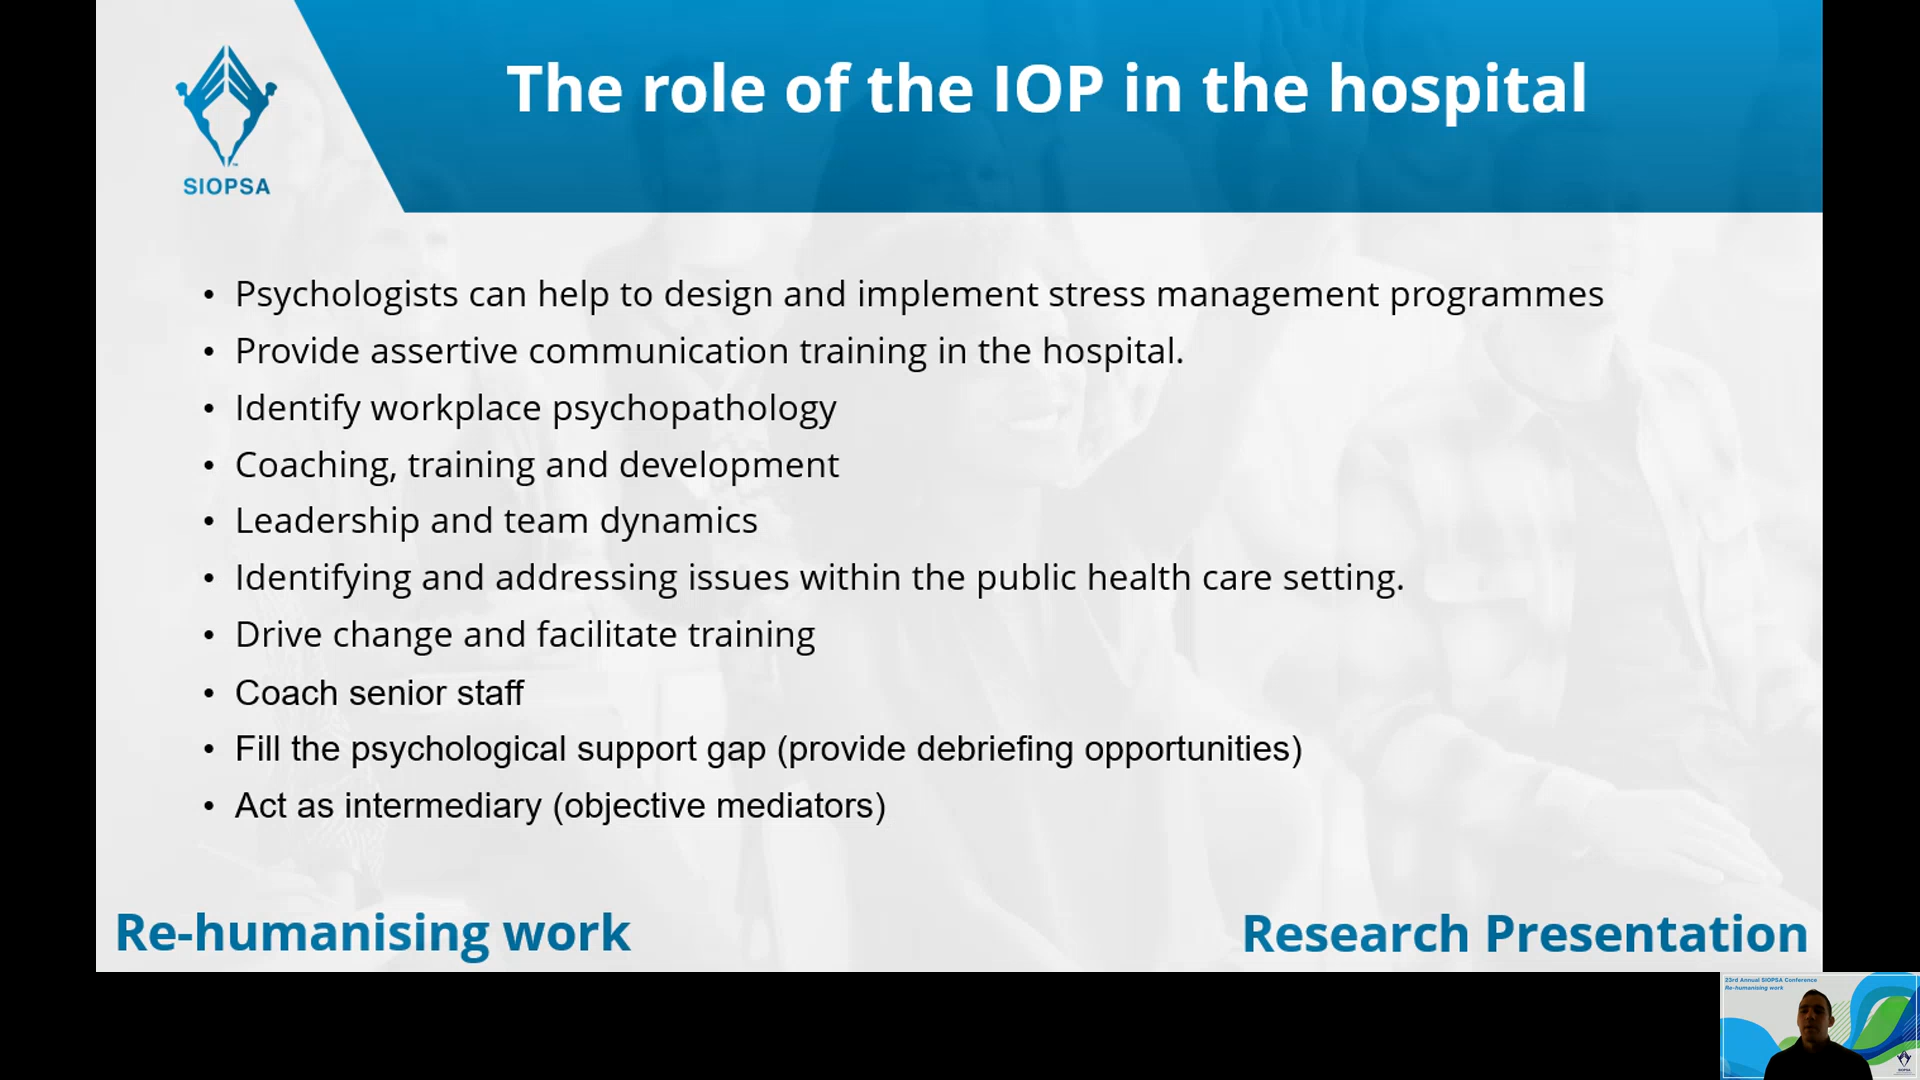 SIOPSA
The role of the IOP in the hospital
• Psychologists can help to design and implement stress management programmes
• Provide assertive communication training in the hospital.
• Identify workplace psychopathology
• Coaching, training and development
• Leadership and team dynamics
• Identifying and addressing issues within the public health care setting.
• Drive change and facilitate training
• Coach senior staff
• Fill the psychological support gap (provide debriefing opportunities)
• Act as intermediary (objective mediators)
Re-humanising work
Research Presentation
23rd Annual SIOPSA Conference
Re-humanising work
SIOPSA